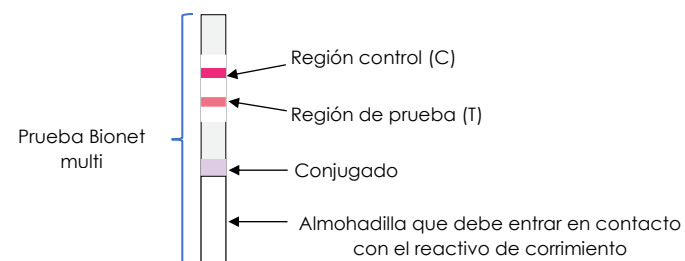 Región control (C)
Región de prueba (T)
Prueba Bionet
multi
Conjugado
Almohadilla que debe entrar en contacto
con el reactivo de corrimiento